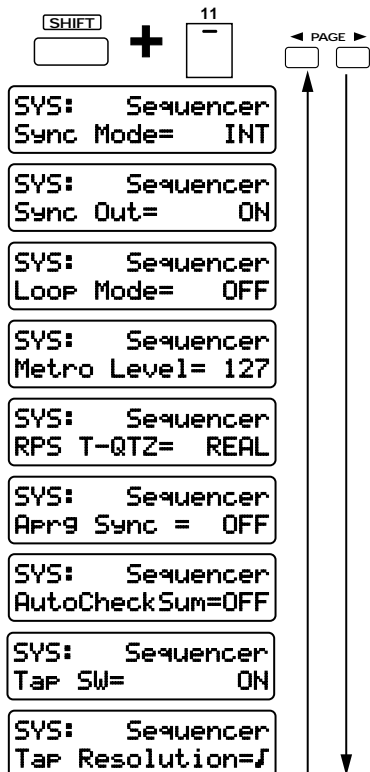 SHIFT
+
11
◄ PAGE ►
SYS: Sequencer
Sync Mode= INT
SYS: Sequencer
Sync Out= ON
SYS: Sequencer
Loop Mode= OFF
SYS: Sequencer
Metro Level= 127
SYS: Sequencer
RPS T-QTZ= REAL
SYS: Sequencer
Aprg Sync = OFF
SYS: Sequencer
AutoCheckSum=OFF
SYS: Sequencer
Tap SW= ON
SYS: Sequencer
Tap Resolution=♪